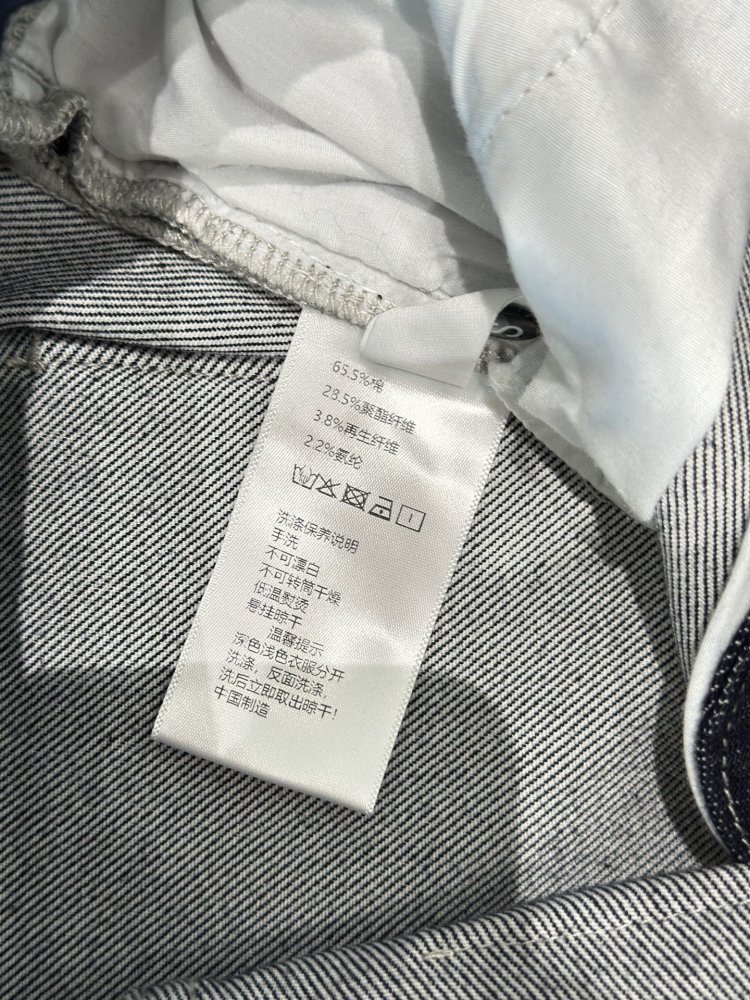 65.5%棉
28.5%聚酯纤维
3.8%再生纤维
2.2%氨纶
洗涤保养说明
手洗
不可漂白
不可转筒干燥
低温熨烫
悬挂晾干
温馨提示
深色浅色衣服分开
洗涤，反面洗涤，
洗后立即取出晾干!
中国制造